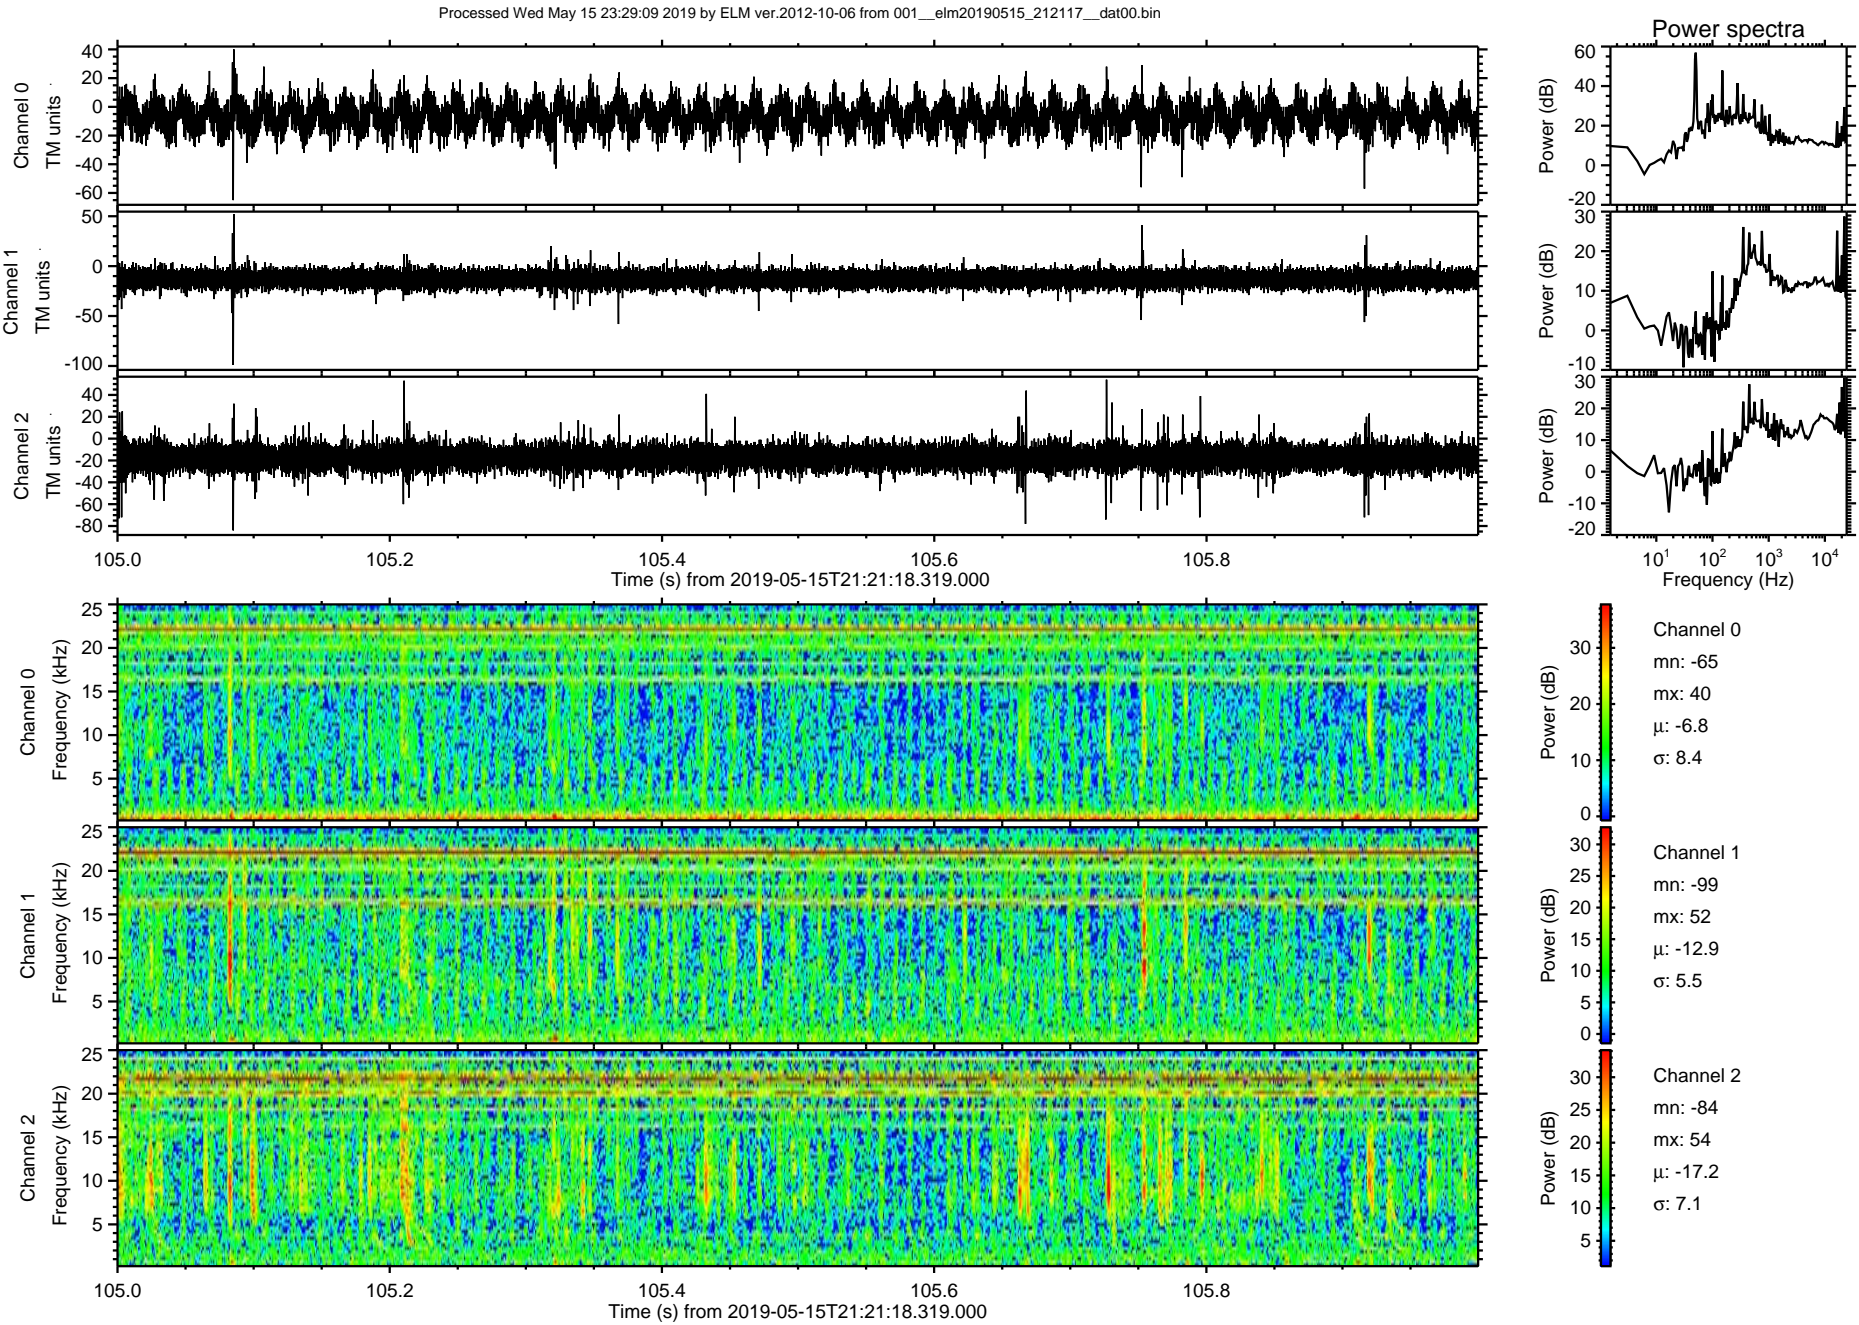 Processed Wed May 15 23:29:09 2019 by ELM ver.2012-10-06 from 001__elm20190515_212117__dat00.bin
Power spectra
Channel 0
TM units
40
20
0
-20
-40
-60
Power (dB)
60
40
20
0
-20
Channel 1
TM units
50
0
-50
-100
Power (dB)
30
20
10
0
-10
Channel 2
TM units
40
20
0
-20
-40
-60
-80
Power (dB)
30
20
10
0
-10
-20
105.0 105.2 105.4 105.6 105.8
Time (s) from 2019-05-15T21:21:18.319.000
10^1 10^2 10^3 10^4
Frequency (Hz)
Channel 0
Frequency (kHz)
25
20
15
10
5
Power (dB)
30
20
10
0
Channel 0
mn: -65
mx: 40
μ: -6.8
σ: 8.4
Channel 1
Frequency (kHz)
25
20
15
10
5
Power (dB)
30
25
20
15
10
5
0
Channel 1
mn: -99
mx: 52
μ: -12.9
σ: 5.5
Channel 2
Frequency (kHz)
25
20
15
10
5
Power (dB)
30
25
20
15
10
5
Channel 2
mn: -84
mx: 54
μ: -17.2
σ: 7.1
105.0 105.2 105.4 105.6 105.8
Time (s) from 2019-05-15T21:21:18.319.000